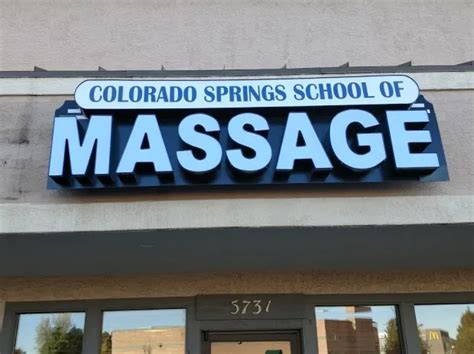 COLORADO SPRINGS SCHOOL OF
MASSAGE
5731